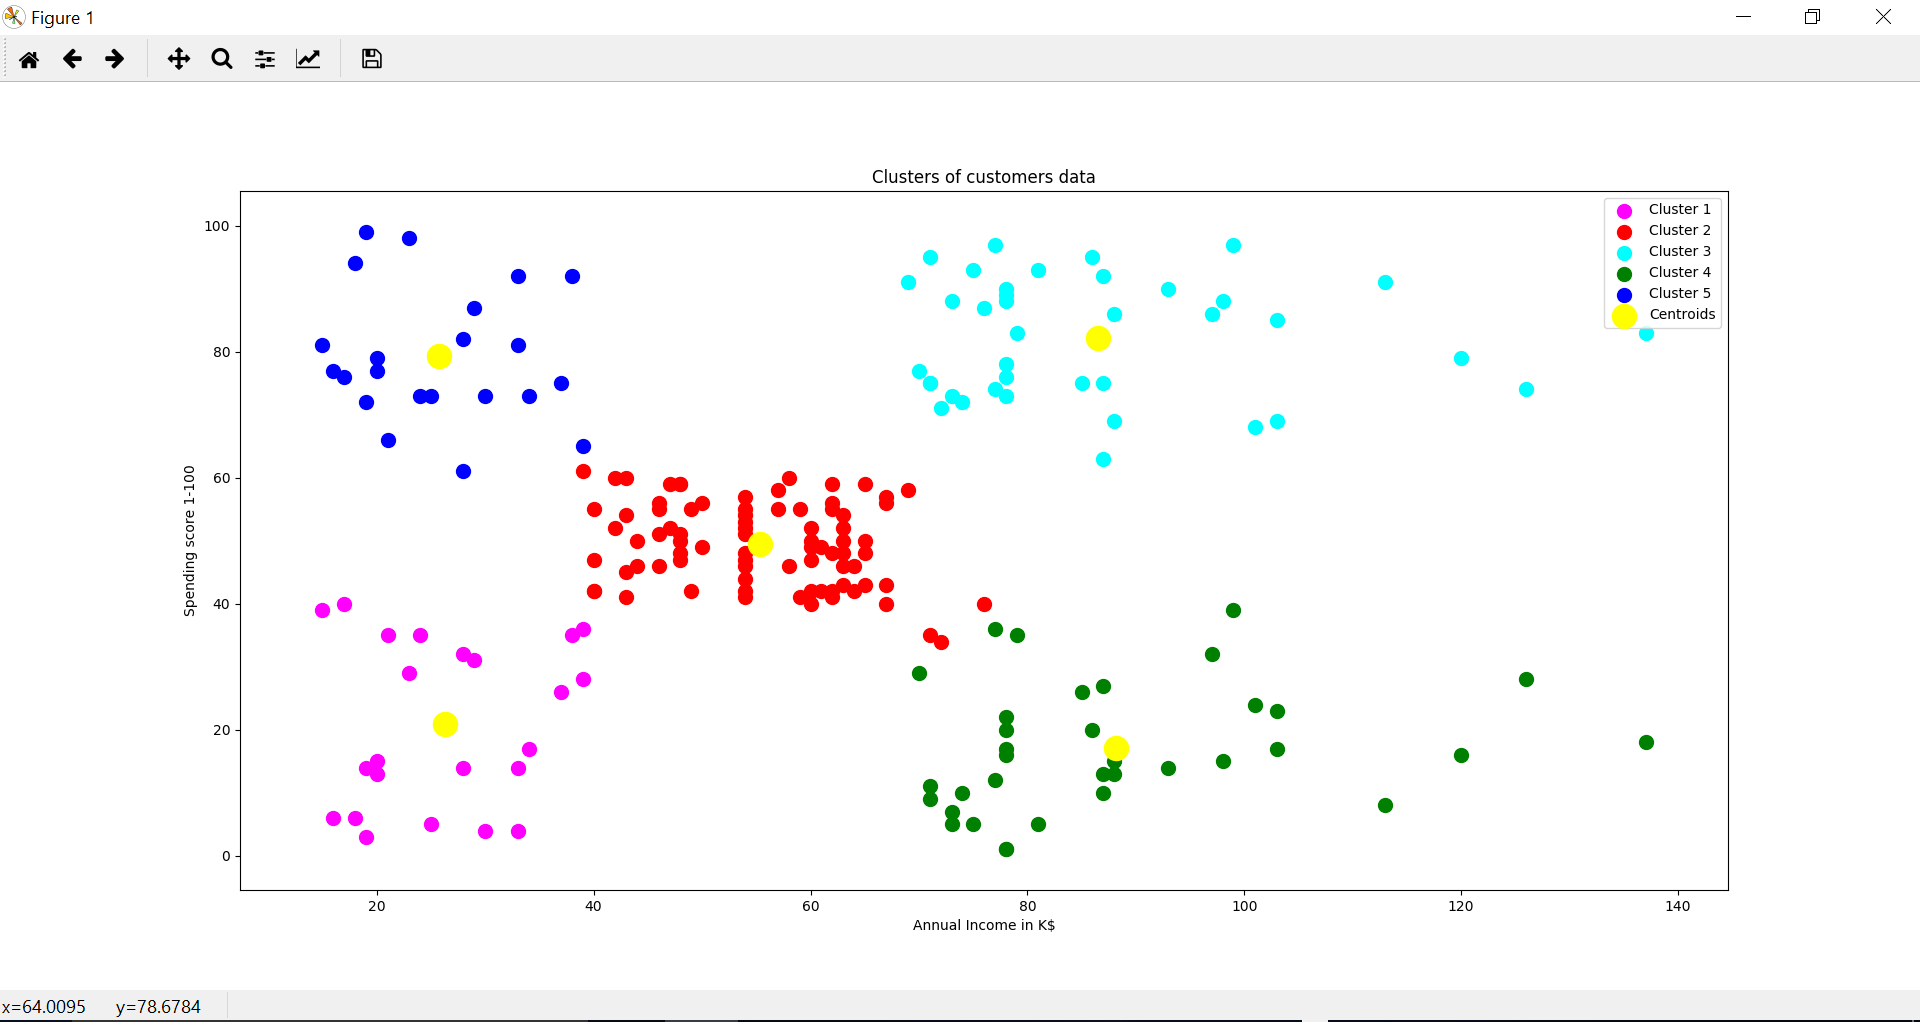 Figure 1
Clusters of customers data
Cluster 1
Cluster 2
Cluster 3
Cluster 4
Cluster 5
Centroids
100
80
60
40
20
0
Spending score 1-100
20 40 60 80 100 120 140
Annual Income in K$
x=64.0095 y=78.6784